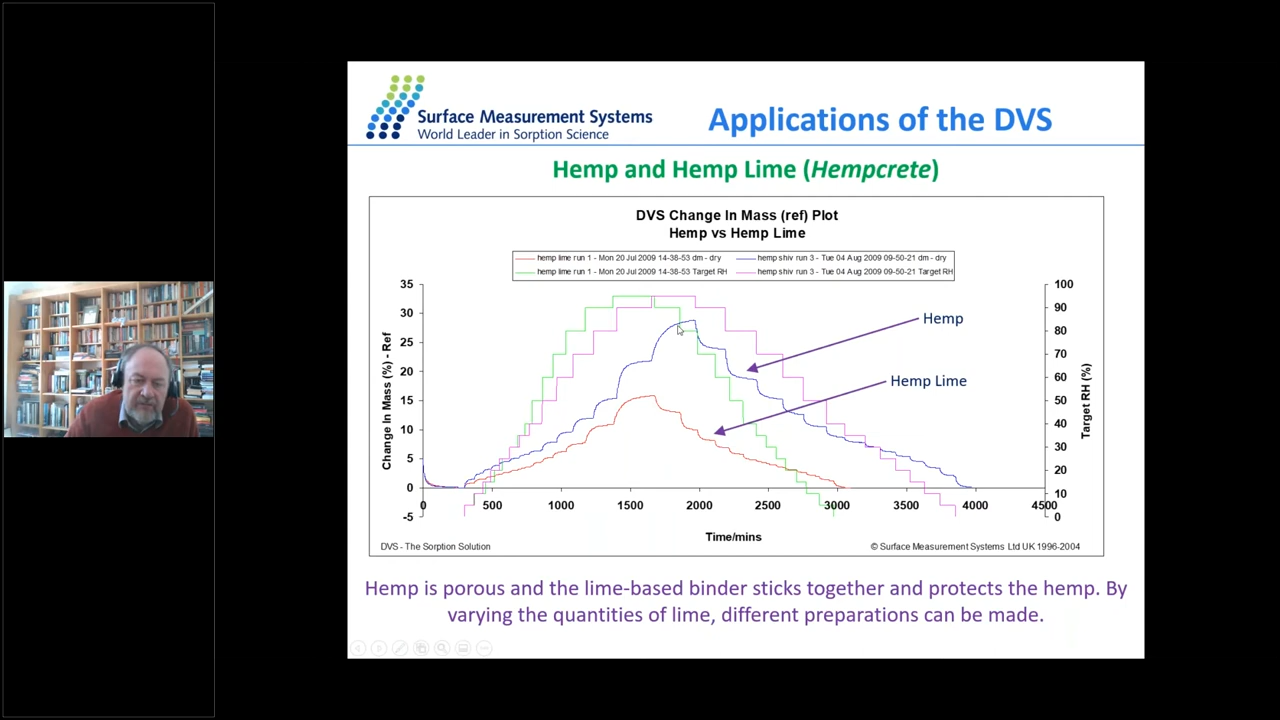 Surface Measurement Systems
World Leader in Sorption Science
Applications of the DVS
Hemp and Hemp Lime (Hempcrete)
DVS Change In Mass (ref) Plot
Hemp vs Hemp Lime
hemp lime run 1 - Mon 20 Jul 2009 14-38-53 dm - dry
hemp shiv run 3 - Tue 04 Aug 2009 09-50-21 dm - dry
hemp lime run 1 - Mon 20 Jul 2009 14-38-53 Target RH
hemp shiv run 3 - Tue 04 Aug 2009 09-50-21 Target RH
Change In Mass (%) - Ref
35
30
25
20
15
10
5
0
-5
Hemp
Hemp Lime
100
90
80
70
60
50
40
30
20
10
0
Target RH (%)
0 500 1000 1500 2000 2500 3000 3500 4000 4500
Time/mins
DVS - The Sorption Solution
© Surface Measurement Systems Ltd UK 1996-2004
Hemp is porous and the lime-based binder sticks together and protects the hemp. By
varying the quantities of lime, different preparations can be made.